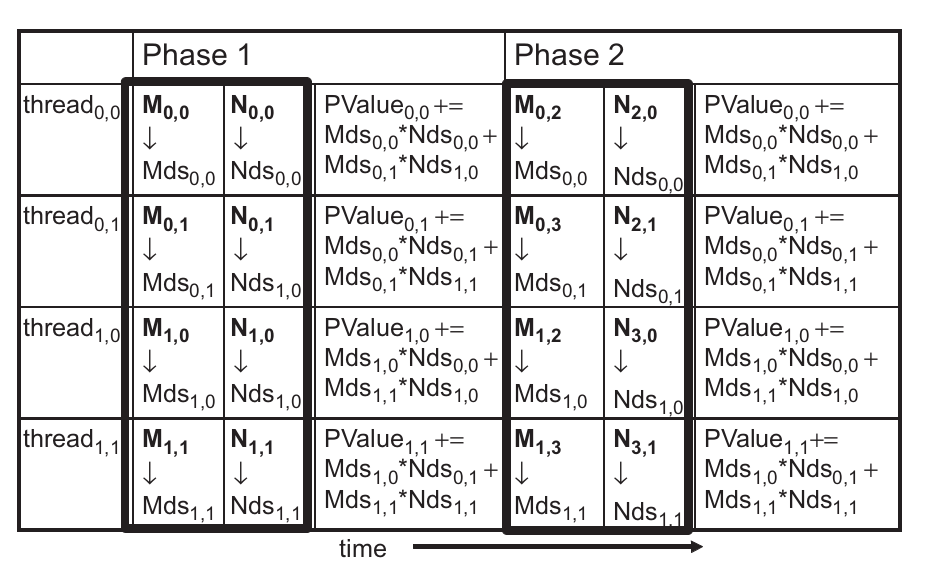 Phase 1 Phase 2
thread0,0 M0,0 N0,0 PValue0,0 += M0,2 N2,0 PValue0,0 +=
↓ ↓ Mds0,0*Nds0,0 + ↓ ↓ Mds0,0*Nds0,0 +
Mds0,0 Nds0,0 Mds0,1*Nds1,0 Mds0,0 Nds0,0 Mds0,1*Nds1,0
thread0,1 M0,1 N0,1 PValue0,1 += M0,3 N2,1 PValue0,1 +=
↓ ↓ Mds0,0*Nds0,1 + ↓ ↓ Mds0,0*Nds0,1 +
Mds0,1 Nds1,0 Mds0,1*Nds1,1 Mds0,1 Nds0,1 Mds0,1*Nds1,1
thread1,0 M1,0 N1,0 PValue1,0 += M1,2 N3,0 PValue1,0 +=
↓ ↓ Mds1,0*Nds0,0 + ↓ ↓ Mds1,0*Nds0,0 +
Mds1,0 Nds1,0 Mds1,1*Nds1,0 Mds1,0 Nds1,0 Mds1,1*Nds1,0
thread1,1 M1,1 N1,1 PValue1,1 += M1,3 N3,1 PValue1,1+=
↓ ↓ Mds1,0*Nds0,1 + ↓ ↓ Mds1,0*Nds0,1 +
Mds1,1 Nds1,1 Mds1,1*Nds1,1 Mds1,1 Nds1,1 Mds1,1*Nds1,1
time